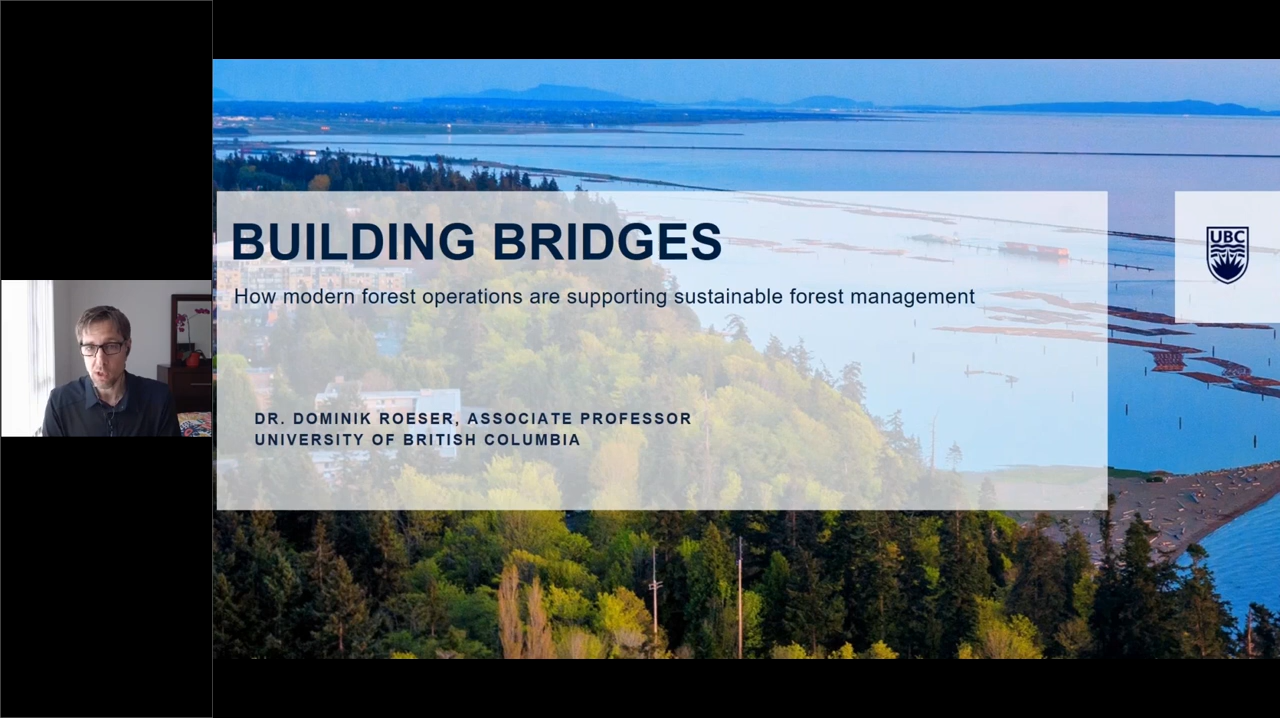 BUILDING BRIDGES
How modern forest operations are supporting sustainable forest management
DR. DOMINIK ROESER, ASSOCIATE PROFESSOR
UNIVERSITY OF BRITISH COLUMBIA
UBC